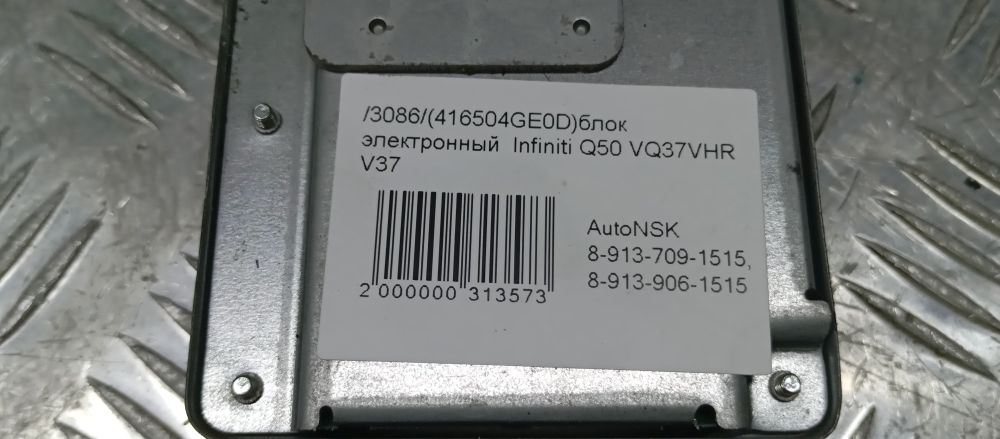 /3086/(416504GE0D)блок
электронный  Infiniti Q50 VQ37VHR
V37
AutoNSK
8-913-709-1515,
8-913-906-1515
2 000000 313573